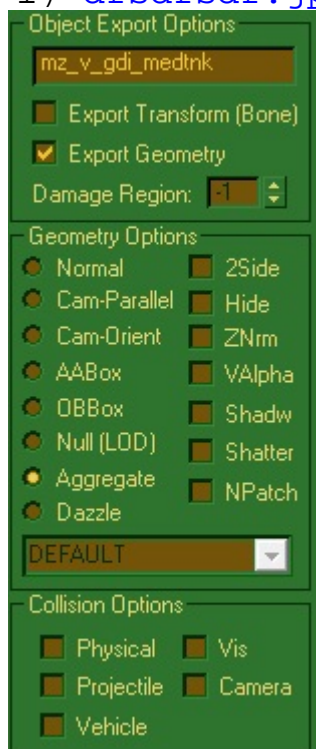 Object Export Options
mz_v_gdi_medtnk
Export Transform (Bone)
Export Geometry
Damage Region: -1
Geometry Options
Normal 2Side
Cam-Parallel Hide
Cam-Orient ZNrm
AABox VAlpha
OBBox Shadw
Null (LOD) Shatter
Aggregate NPatch
Dazzle
DEFAULT
Collision Options
Physical Vis
Projectile Camera
Vehicle